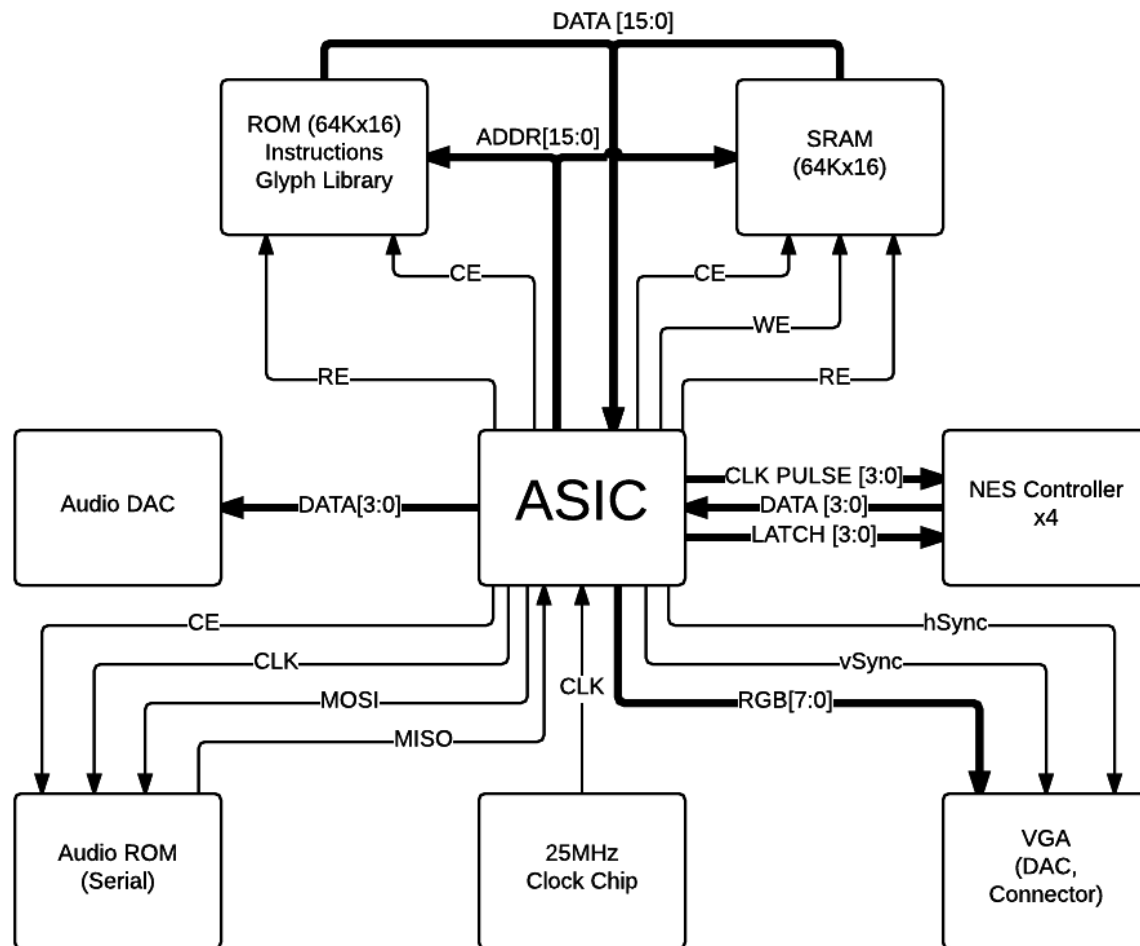 DATA [15:0]
ROM (64Kx16)
Instructions
Glyph Library
ADDR[15:0]
SRAM
(64Kx16)
CE
CE
WE
RE
RE
Audio DAC
DATA[3:0]
ASIC
CLK PULSE [3:0]
DATA [3:0]
LATCH [3:0]
NES Controller
x4
CE
hSync
CLK
vSync
CLK
MOSI
RGB[7:0]
MISO
Audio ROM
(Serial)
25MHz
Clock Chip
VGA
(DAC,
Connector)